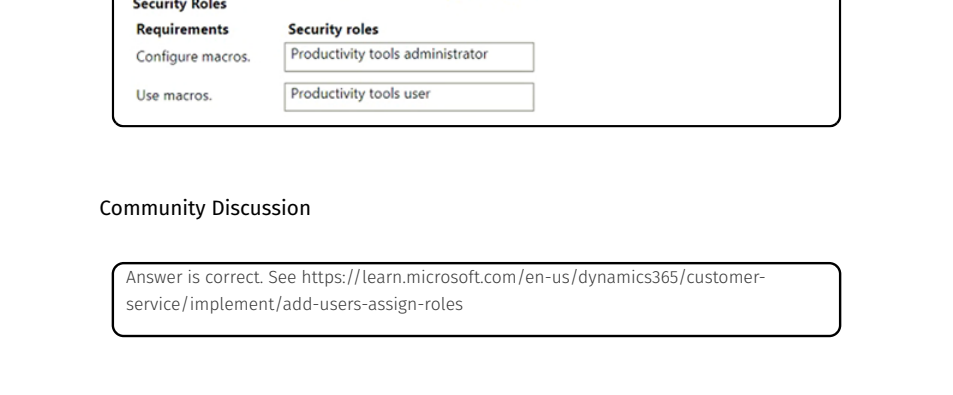 Security Roles
Requirements Security roles
Configure macros. Productivity tools administrator
Use macros. Productivity tools user
Community Discussion
Answer is correct. See https://learn.microsoft.com/en-us/dynamics365/customer-
service/implement/add-users-assign-roles